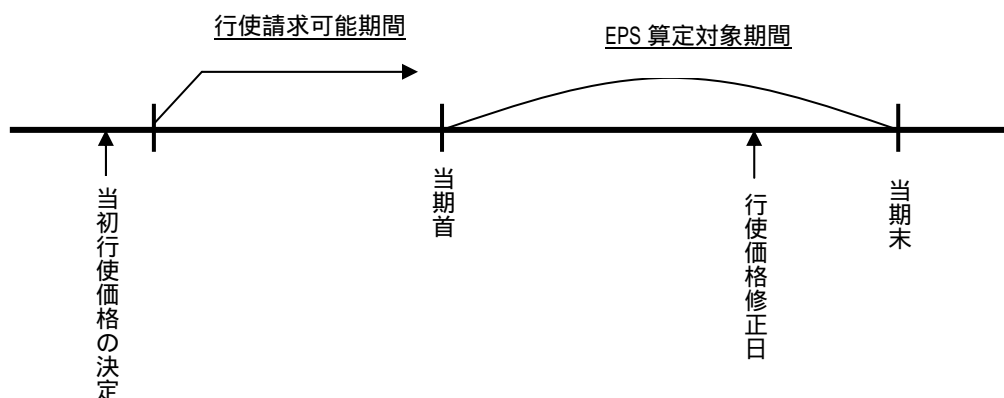 行使請求可能期間
EPS 算定対象期間
当初行使価格の決定
当期首
行使価格修正日
当期末